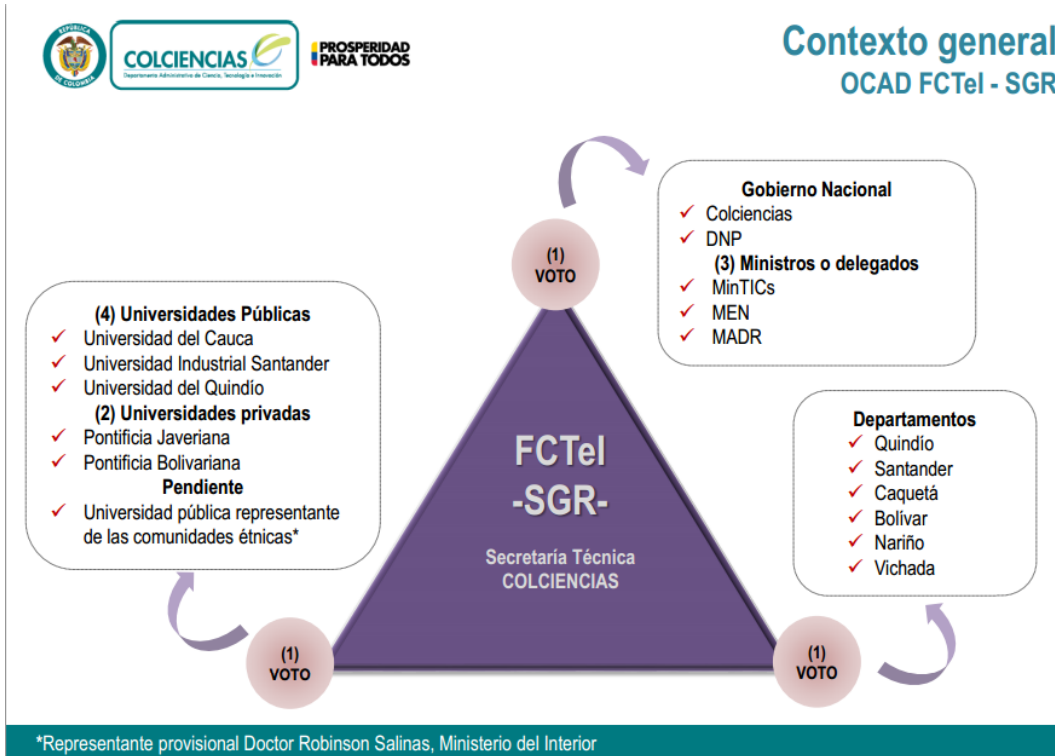 REPÚBLICA
DE COLOMBIA
COLCIENCIAS
Departamento Administrativo de Ciencia, Tecnología e Innovación
PROSPERIDAD
PARA TODOS
Contexto general
OCAD FCTeI - SGR
(1)
VOTO
Gobierno Nacional
Colciencias
DNP
(3) Ministros o delegados
MinTICs
MEN
MADR
(4) Universidades Públicas
Universidad del Cauca
Universidad Industrial Santander
Universidad del Quindío
(2) Universidades privadas
Pontificia Javeriana
Pontificia Bolivariana
Pendiente
Universidad pública representante
de las comunidades étnicas*
FCTeI
-SGR-
Secretaría Técnica
COLCIENCIAS
Departamentos
Quindío
Santander
Caquetá
Bolívar
Nariño
Vichada
(1)
VOTO
(1)
VOTO
*Representante provisional Doctor Robinson Salinas, Ministerio del Interior